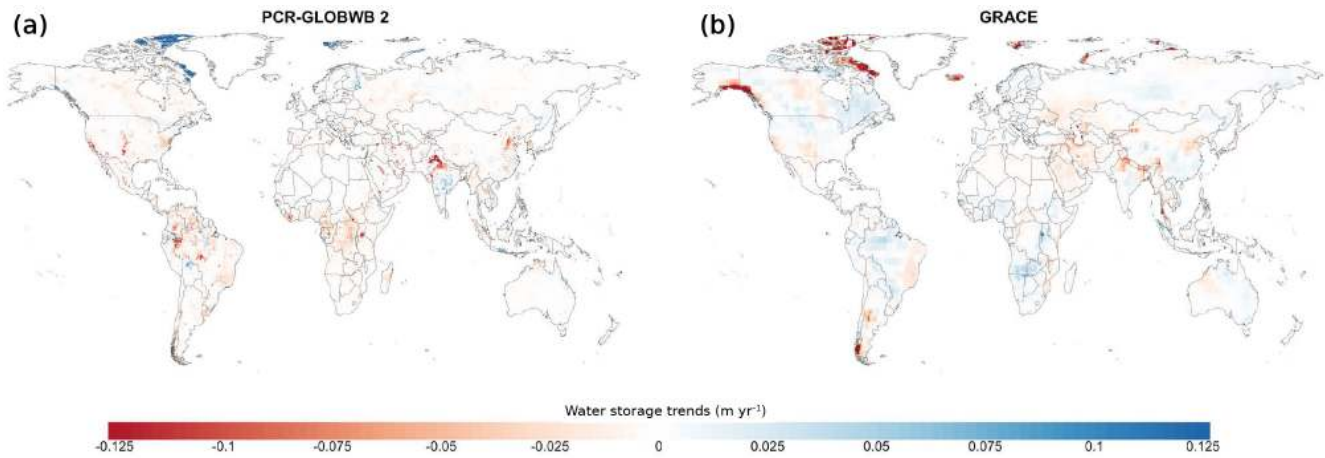 (a)
PCR-GLOBWB 2
(b)
GRACE
Water storage trends (m yr⁻¹)
-0.125 -0.1 -0.075 -0.05 -0.025 0 0.025 0.05 0.075 0.1 0.125